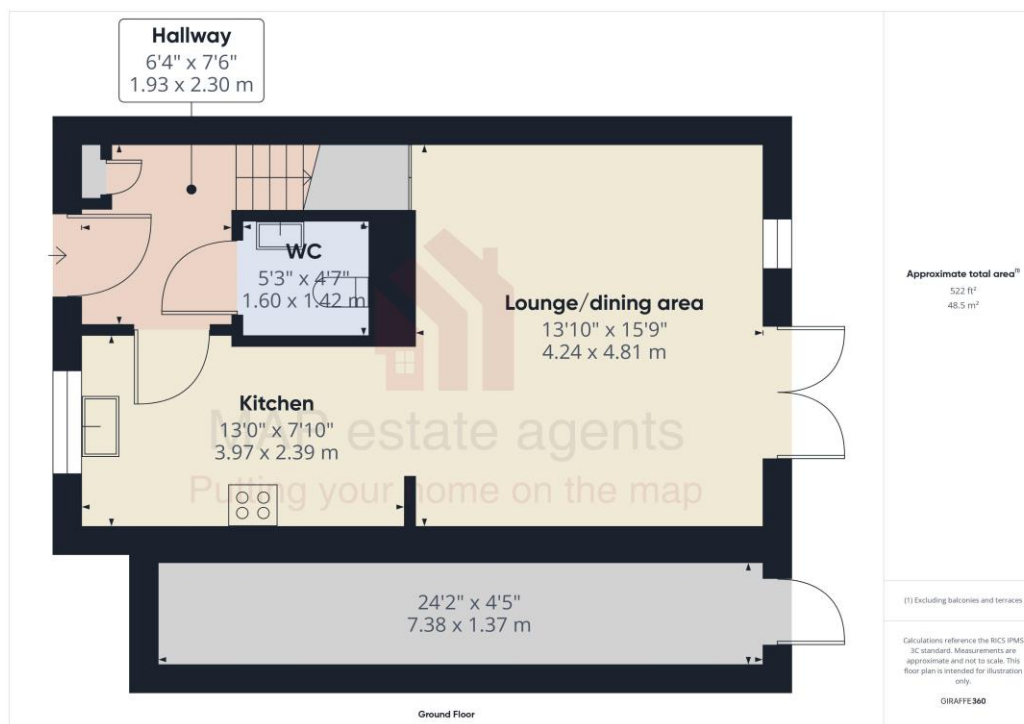 Hallway
6'4" x 7'6"
1.93 x 2.30 m
WC
5'3" x 4'7"
1.60 x 1.42 m
Lounge/dining area
13'10" x 15'9"
4.24 x 4.81 m
Kitchen
13'0" x 7'10"
3.97 x 2.39 m
MAP estate agents
Putting your home on the map
24'2" x 4'5"
7.38 x 1.37 m
Ground Floor
Approximate total area⁽¹⁾
522 ft²
48.5 m²
(1) Excluding balconies and terraces
Calculations reference the RICS IPMS
3C standard. Measurements are
approximate and not to scale. This
floor plan is intended for illustration
only.
GIRAFFE360